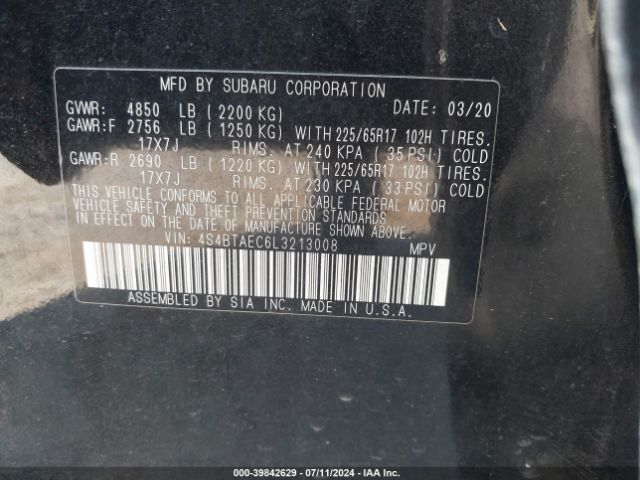 MFD BY SUBARU CORPORATION
GVWR: 4850 LB ( 2200 KG) DATE: 03/20
GAWR:F 2756 LB ( 1250 KG) WITH 225/65R17 102H TIRES.
17X7J RIMS. AT 240 KPA ( 35 PSI) COLD
GAWR:R 2690 LB ( 1220 KG) WITH 225/65R17 102H TIRES.
17X7J RIMS. AT 230 KPA ( 33 PSI) COLD
THIS VEHICLE CONFORMS TO ALL APPLICABLE FEDERAL MOTOR
VEHICLE SAFETY AND THEFT PREVENTION STANDARDS
IN EFFECT ON THE DATE OF MANUFACTURE SHOWN ABOVE.
VIN: 4S4BTAEC6L3213008 MPV
ASSEMBLED BY SIA INC. MADE IN U.S.A.
000-39842629 - 07/11/2024 - IAA Inc.